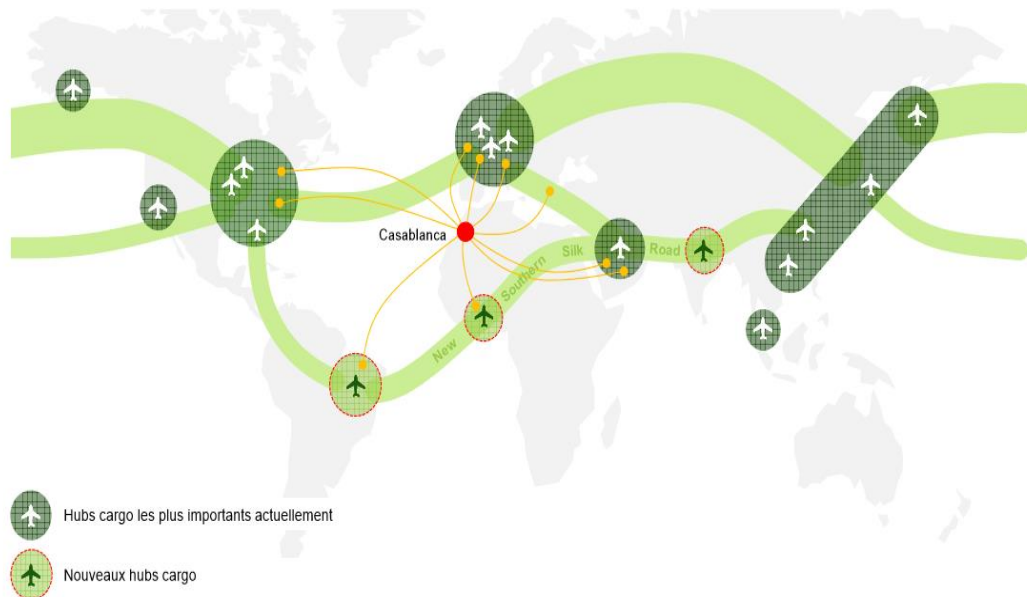 Casablanca
New Southern Silk Road
Hubs cargo les plus importants actuellement
Nouveaux hubs cargo